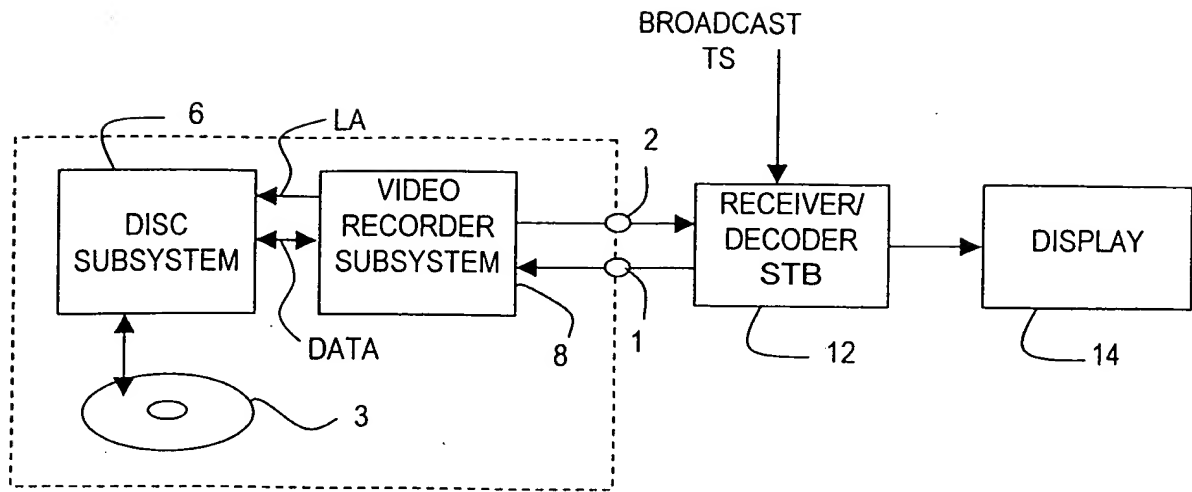 BROADCAST
TS
6
LA
2
DISC
SUBSYSTEM
VIDEO
RECORDER
SUBSYSTEM
RECEIVER/
DECODER
STB
DISPLAY
DATA
8
1
12
14
3